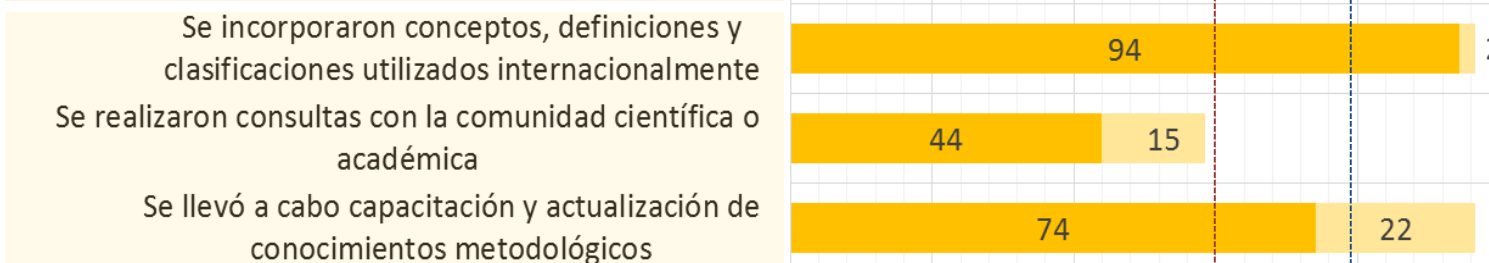 Se incorporaron conceptos, definiciones y
clasificaciones utilizados internacionalmente
94
Se realizaron consultas con la comunidad científica o
académica
44 15
Se llevó a cabo capacitación y actualización de
conocimientos metodológicos
74 22